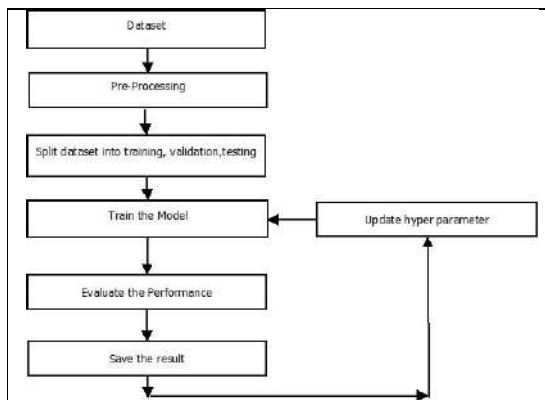 Dataset
Pre-Processing
Split dataset into training, validation,testing
Train the Model
Update hyper parameter
Evaluate the Performance
Save the result